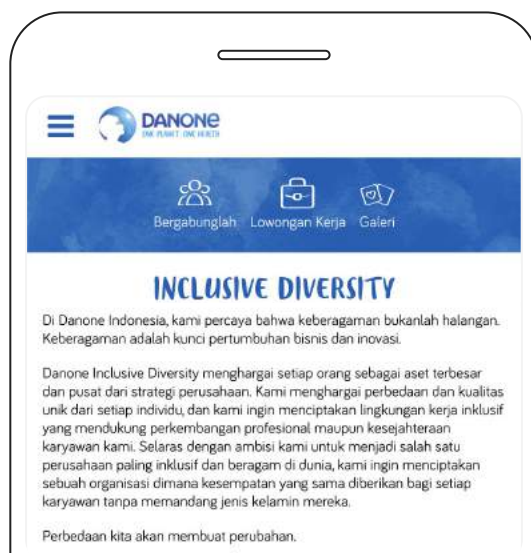 DANONE
ONE PLANET. ONE HEALTH
Bergabunglah Lowongan Kerja Galeri
INCLUSIVE DIVERSITY
Di Danone Indonesia, kami percaya bahwa keberagaman bukanlah halangan.
Keberagaman adalah kunci pertumbuhan bisnis dan inovasi.
Danone Inclusive Diversity menghargai setiap orang sebagai aset terbesar
dan pusat dari strategi perusahaan. Kami menghargai perbedaan dan kualitas
unik dari setiap individu, dan kami ingin menciptakan lingkungan kerja inklusif
yang mendukung perkembangan profesional maupun kesejahteraan
karyawan kami. Selaras dengan ambisi kami untuk menjadi salah satu
perusahaan paling inklusif dan beragam di dunia, kami ingin menciptakan
sebuah organisasi dimana kesempatan yang sama diberikan bagi setiap
karyawan tanpa memandang jenis kelamin mereka.
Perbedaan kita akan membuat perubahan.